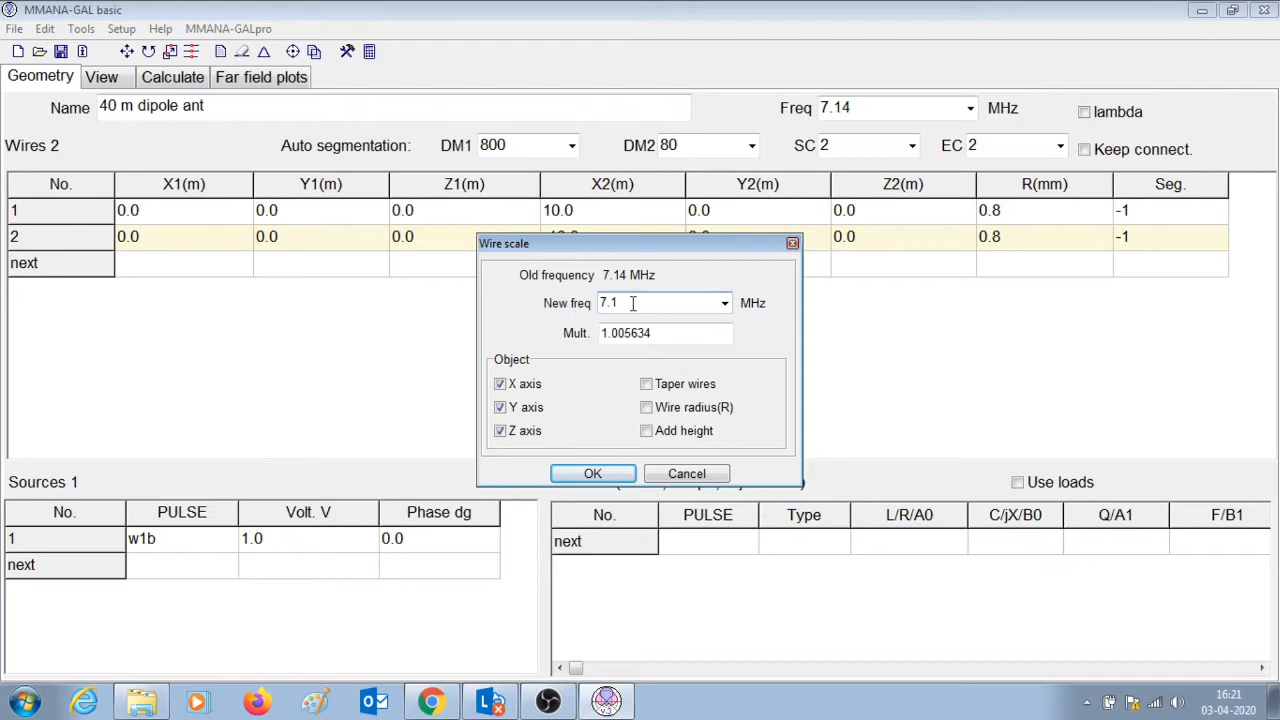 MMANA-GAL basic
File Edit Tools Setup Help MMANA-GALpro
Geometry View Calculate Far field plots
Name 40 m dipole ant Freq 7.14 MHz lambda
Wires 2 Auto segmentation: DM1 800 DM2 80 SC 2 EC 2 Keep connect.
No. X1(m) Y1(m) Z1(m) X2(m) Y2(m) Z2(m) R(mm) Seg.
1 0.0 0.0 0.0 10.0 0.0 0.0 0.8 -1
2 0.0 0.0 0.0 0.0 0.0 0.8 -1
next
Wire scale
Old frequency 7.14 MHz
New freq 7.1 MHz
Mult. 1.005634
Object
X axis Taper wires
Y axis Wire radius(R)
Z axis Add height
OK Cancel
Sources 1 Use loads
No. PULSE Volt. V Phase dg
1 w1b 1.0 0.0
next
No. PULSE Type L/R/A0 C/jX/B0 Q/A1 F/B1
next
16:21
03-04-2020